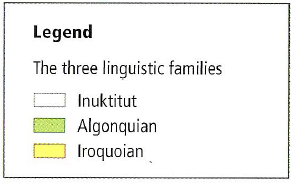 Legend
The three linguistic families
Inuktitut
Algonquian
Iroquoian